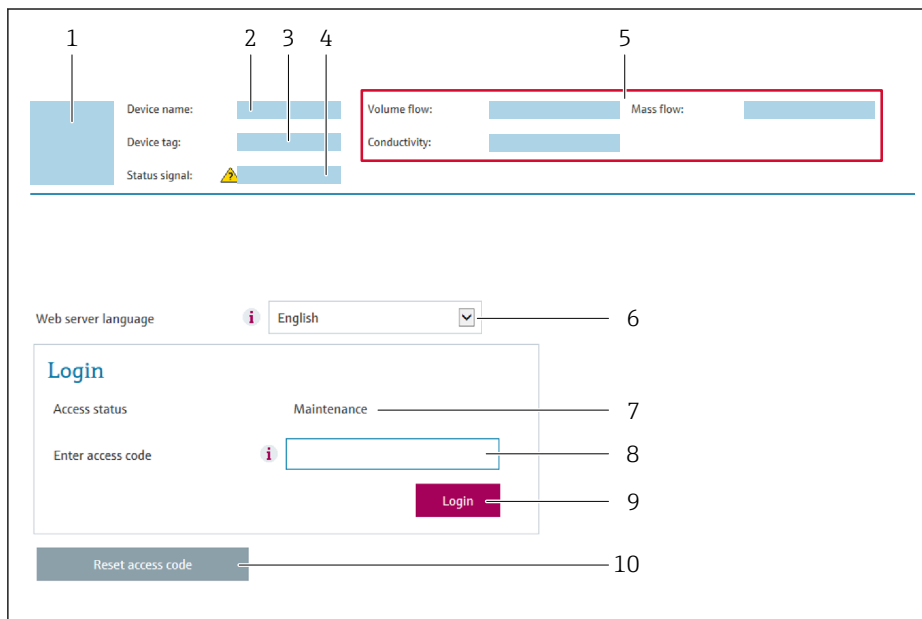 1 2 3 4 5
Device name: Volume flow: Mass flow:
Device tag: Conductivity:
Status signal: ?
Web server language i English 6
Login
Access status Maintenance 7
Enter access code i 8
Login 9
Reset access code 10